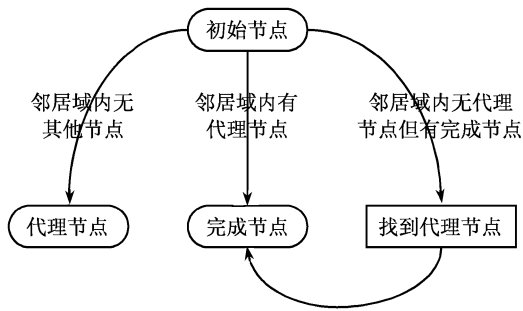 初始节点
邻居域内无
其他节点
邻居域内有
代理节点
邻居域内无代理
节点但有完成节点
代理节点
完成节点
找到代理节点